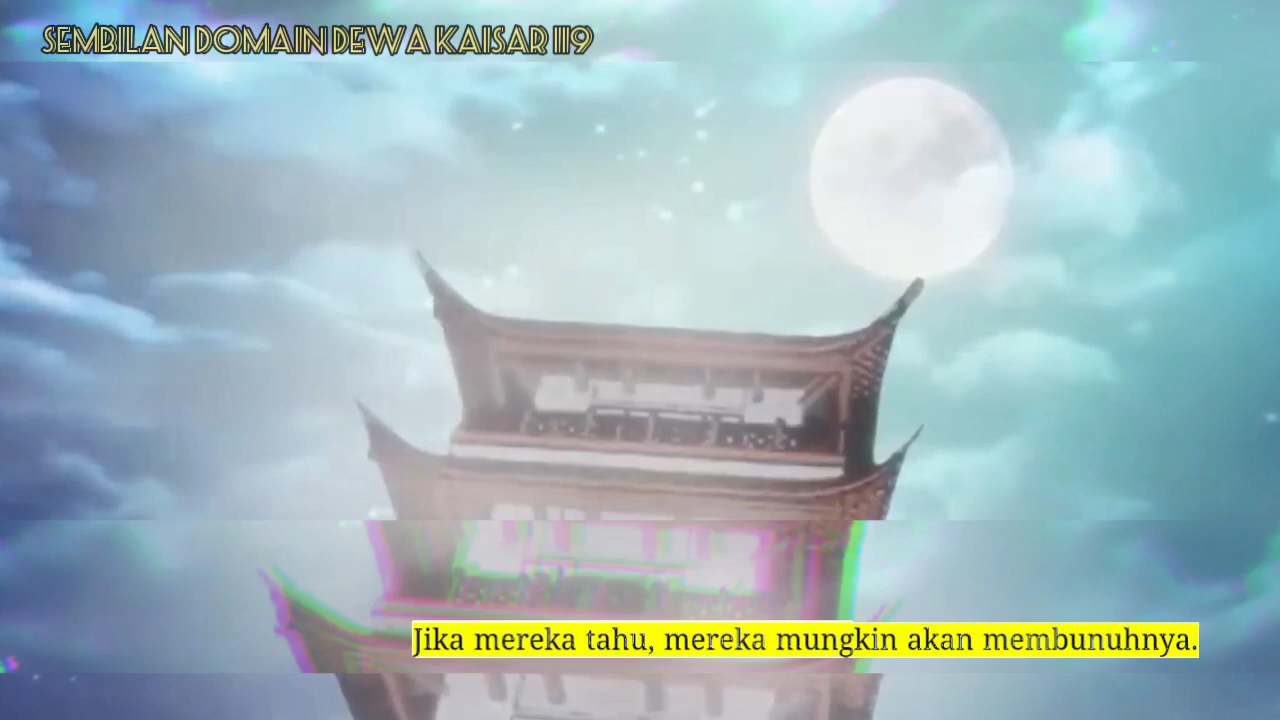 SEMBILAN DOMAIN DEWA KAISAR 119
Jika mereka tahu, mereka mungkin akan membunuhnya.